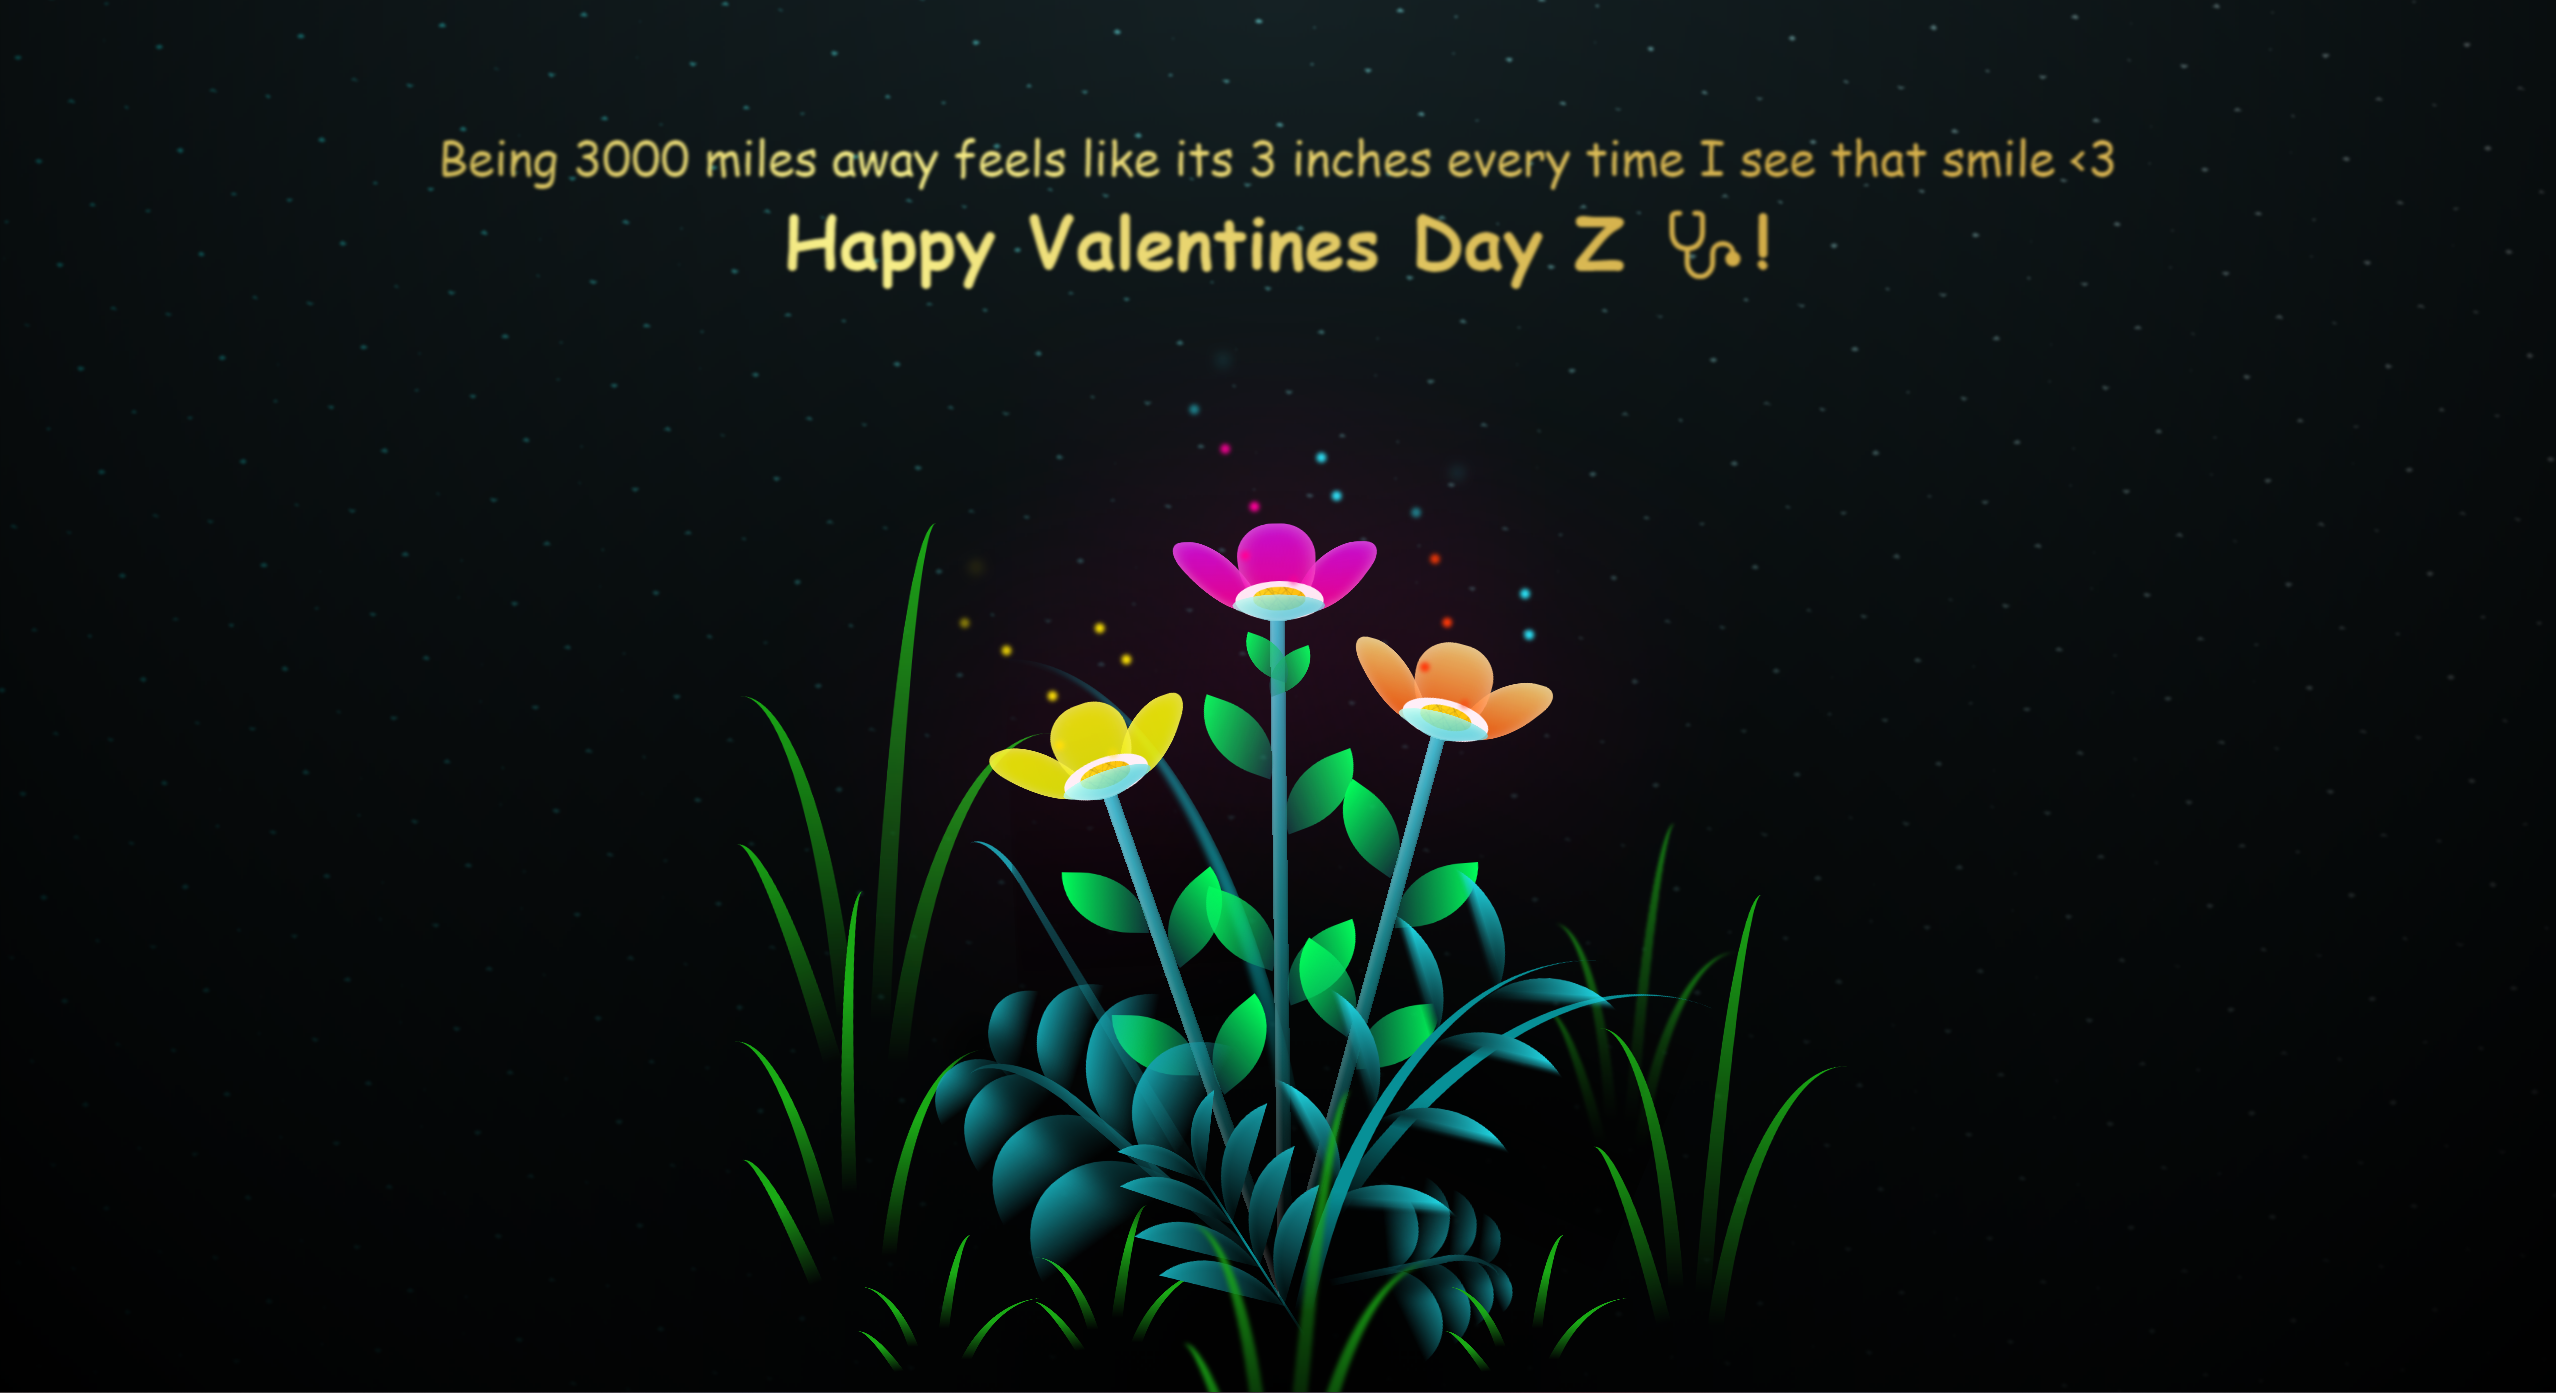 Being 3000 miles away feels like its 3 inches every time I see that smile <3
Happy Valentines Day Z 🩺!